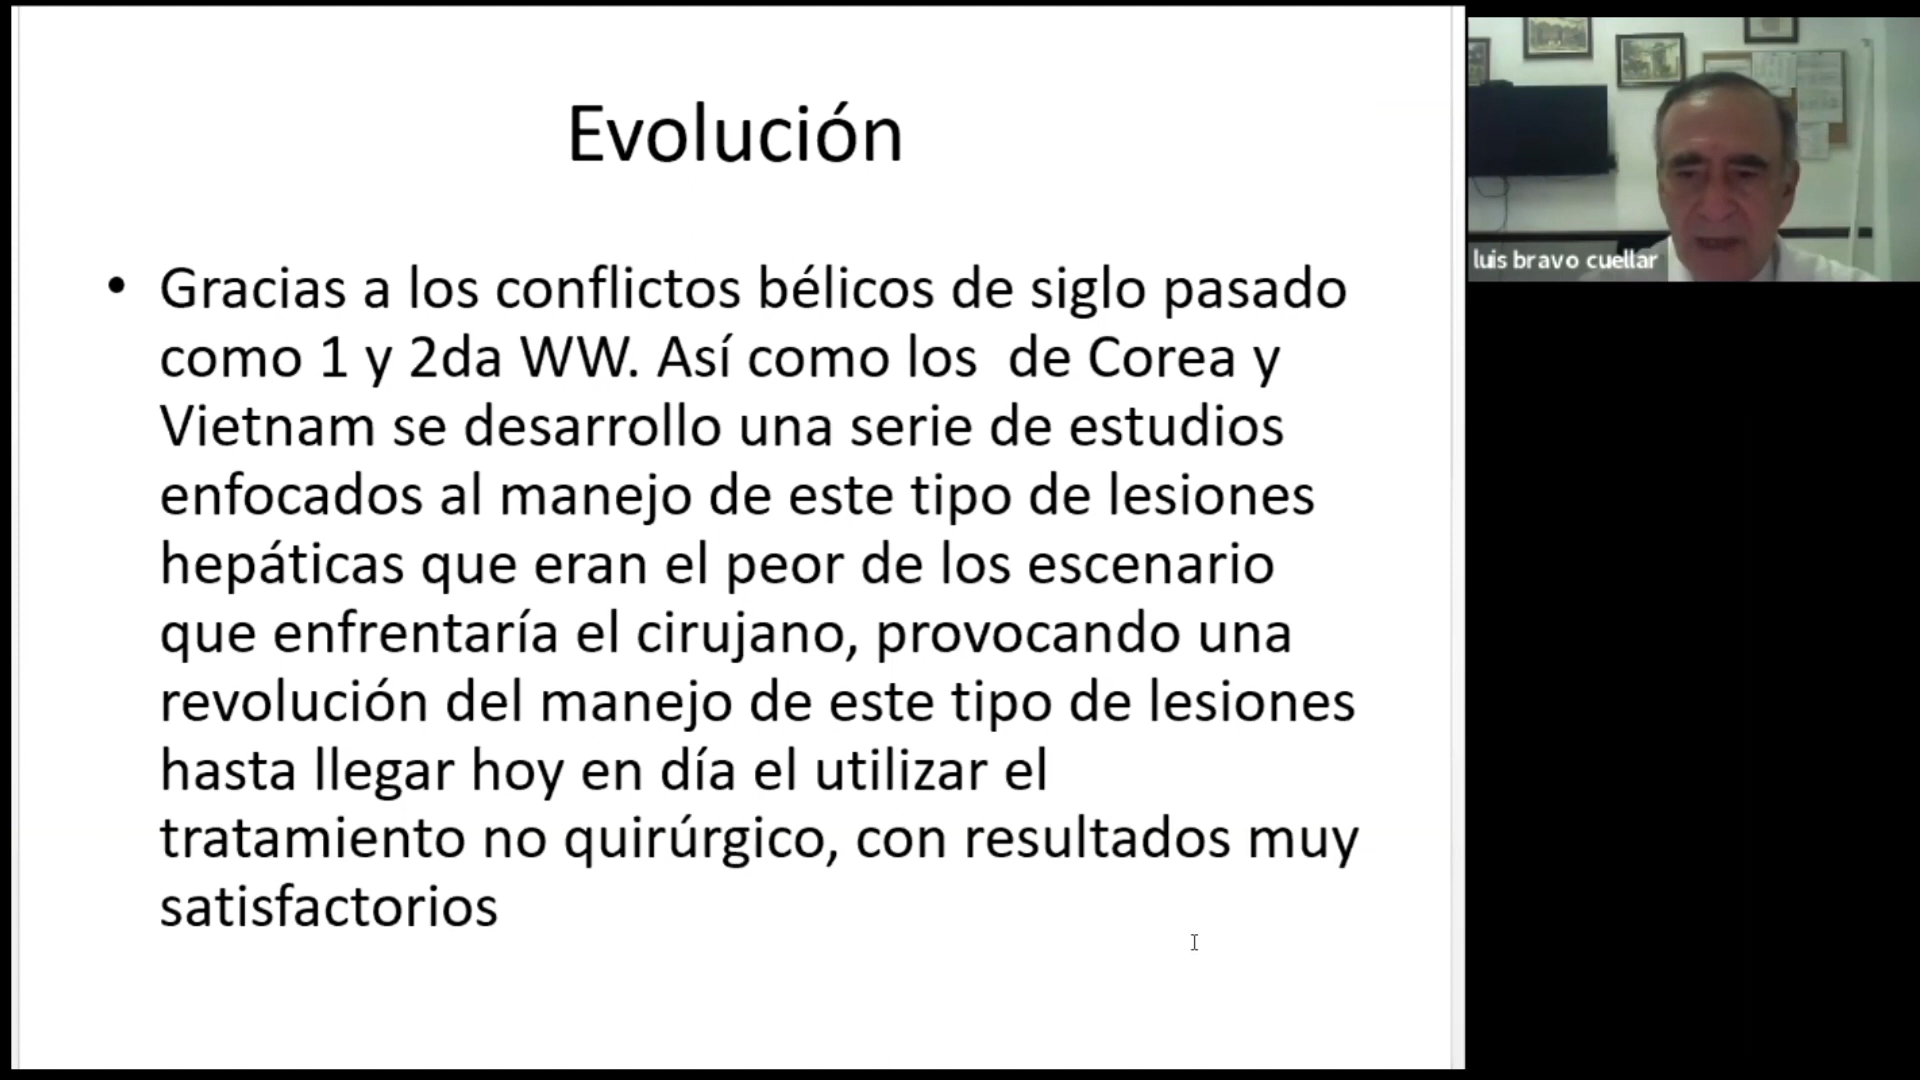 Evolución
• Gracias a los conflictos bélicos de siglo pasado
como 1 y 2da WW. Así como los  de Corea y
Vietnam se desarrollo una serie de estudios
enfocados al manejo de este tipo de lesiones
hepáticas que eran el peor de los escenario
que enfrentaría el cirujano, provocando una
revolución del manejo de este tipo de lesiones
hasta llegar hoy en día el utilizar el
tratamiento no quirúrgico, con resultados muy
satisfactorios
luis bravo cuellar